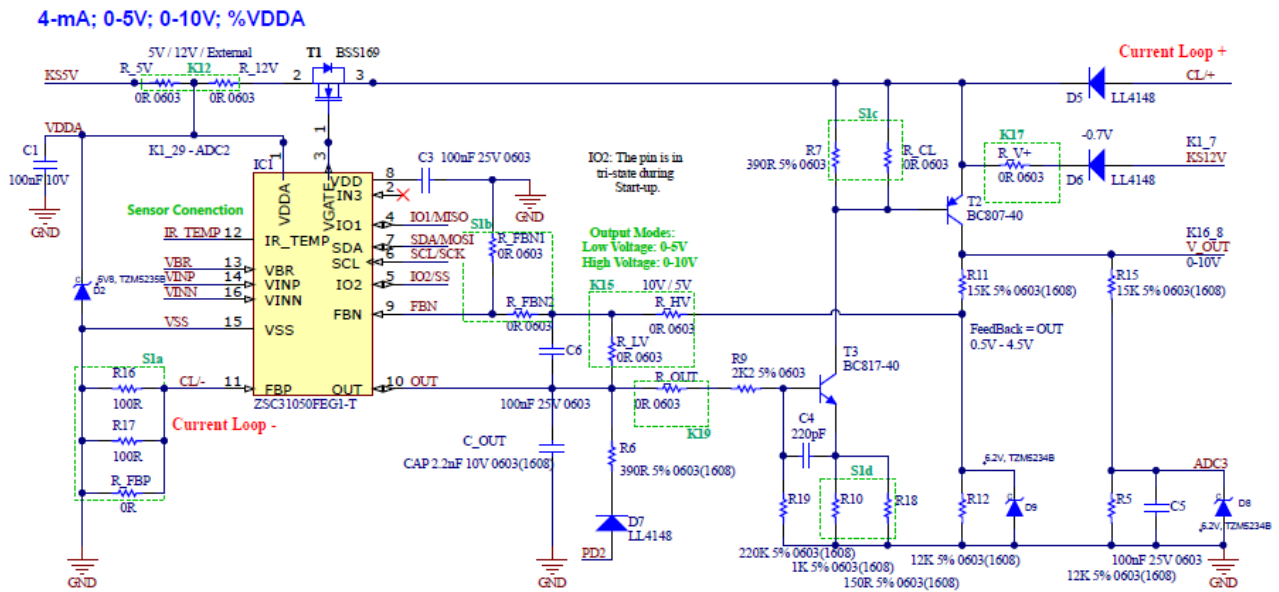 4-mA; 0-5V; 0-10V; %VDDA
5V / 12V / External
T1 BSS169
Current Loop +
KS5V
R_5V
K12
R_12V
2
3
CL/+
0R 0603
0R 0603
D5
LL4148
1
S1c
VDDA
K1_29 - ADC2
C1
100nF 10V
GND
1
3
IC1
VDDA
VGATE
VDD
8
C3 100nF 25V 0603
IN3
2
GND
IO2: The pin is in
tri-state during
Start-up.
R7
390R 5% 0603
R_CL
0R 0603
K17
R_V+
0R 0603
-0.7V
K1_7
KS12V
D6
LL4148
T2
BC807-40
Sensor Conenction
IR_TEMP 12
IR_TEMP
IO1
4
IO1/MISO
SDA
7
SDA/MOSI
SCL
6
SCL/SCK
IO2
5
IO2/SS
S1b
R_FBN1
0R 0603
Output Modes:
Low Voltage: 0-5V
High Voltage: 0-10V
K16_8
V_OUT
0-10V
VBR 13
VBR
VINP 14
VINP
VINN 16
VINN
C
5V8, TZM5235B
D2
VSS 15
VSS
FBN
9
FBN
R_FBN2
0R 0603
K15
10V / 5V
R_HV
0R 0603
R_LV
0R 0603
R11
15K 5% 0603(1608)
R15
15K 5% 0603(1608)
FeedBack = OUT
0.5V - 4.5V
C6
100nF 25V 0603
S1a
R16
100R
CL/-
11
FBP
OUT
10
OUT
ZSC31050FEG1-T
R17
100R
Current Loop -
R_FBP
0R
GND
R_OUT
0R 0603
K19
R9
2K2 5% 0603
T3
BC817-40
C4
220pF
C_OUT
CAP 2.2nF 10V 0603(1608)
R6
390R 5% 0603(1608)
D7
LL4148
PD2
GND
S1d
R19
220K 5% 0603(1608)
R10
1K 5% 0603(1608)
R18
150R 5% 0603(1608)
6.2V, TZM5234B
R12
12K 5% 0603(1608)
C
D9
R5
12K 5% 0603(1608)
C5
100nF 25V 0603
ADC3
C
D8
6.2V, TZM5234B
GND